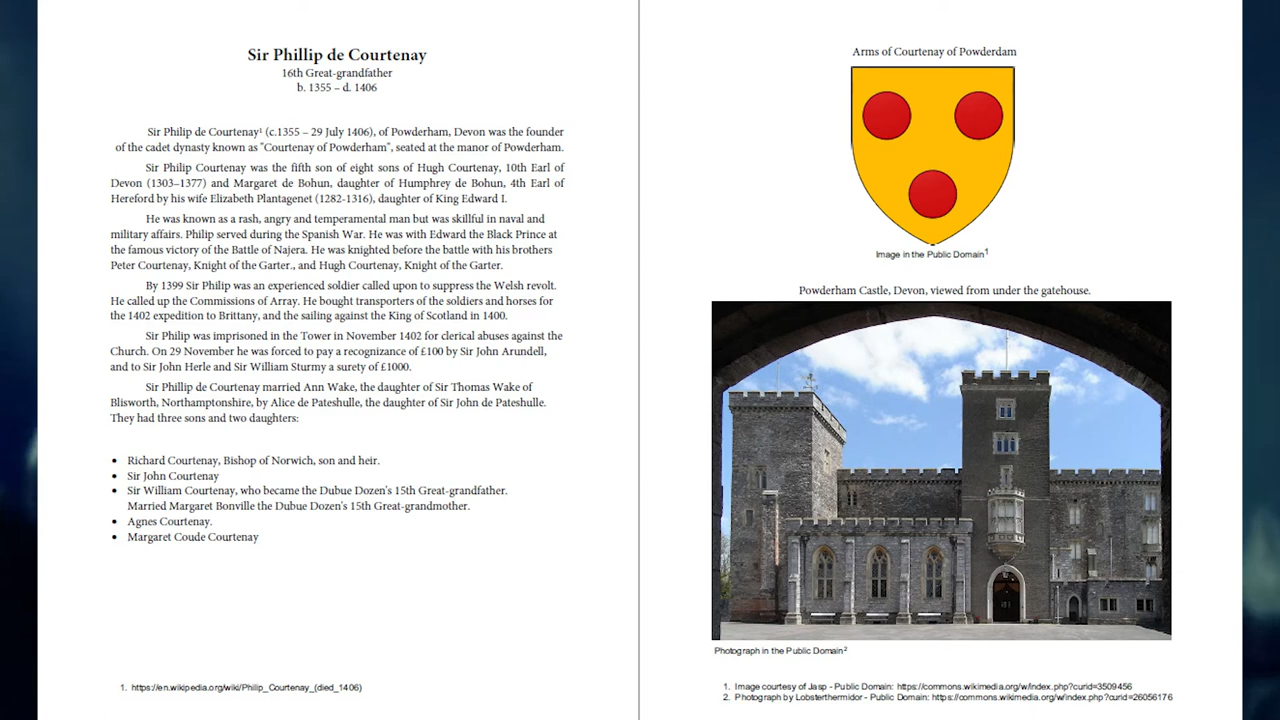 Sir Phillip de Courtenay
16th Great-grandfather
b. 1355 – d. 1406
Sir Philip de Courtenay¹ (c.1355 – 29 July 1406), of Powderham, Devon was the founder
of the cadet dynasty known as "Courtenay of Powderham", seated at the manor of Powderham.
Sir Philip Courtenay was the fifth son of eight sons of Hugh Courtenay, 10th Earl of
Devon (1303–1377) and Margaret de Bohun, daughter of Humphrey de Bohun, 4th Earl of
Hereford by his wife Elizabeth Plantagenet (1282-1316), daughter of King Edward I.
He was known as a rash, angry and temperamental man but was skillful in naval and
military affairs. Philip served during the Spanish War. He was with Edward the Black Prince at
the famous victory of the Battle of Najera. He was knighted before the battle with his brothers
Peter Courtenay, Knight of the Garter., and Hugh Courtenay, Knight of the Garter.
By 1399 Sir Philip was an experienced soldier called upon to suppress the Welsh revolt.
He called up the Commissions of Array. He bought transporters of the soldiers and horses for
the 1402 expedition to Brittany, and the sailing against the King of Scotland in 1400.
Sir Philip was imprisoned in the Tower in November 1402 for clerical abuses against the
Church. On 29 November he was forced to pay a recognizance of £100 by Sir John Arundell,
and to Sir John Herle and Sir William Sturmy a surety of £1000.
Sir Phillip de Courtenay married Ann Wake, the daughter of Sir Thomas Wake of
Blisworth, Northamptonshire, by Alice de Pateshulle, the daughter of Sir John de Pateshulle.
They had three sons and two daughters:
• Richard Courtenay, Bishop of Norwich, son and heir.
• Sir John Courtenay
• Sir William Courtenay, who became the Dubue Dozen's 15th Great-grandfather.
Married Margaret Bonville the Dubue Dozen's 15th Great-grandmother.
• Agnes Courtenay.
• Margaret Coude Courtenay
1. https://en.wikipedia.org/wiki/Philip_Courtenay_(died_1406)
Arms of Courtenay of Powderdam
Image in the Public Domain¹
Powderham Castle, Devon, viewed from under the gatehouse.
Photograph in the Public Domain²
1. Image courtesy of Jasp - Public Domain: https://commons.wikimedia.org/w/index.php?curid=3509456
2. Photograph by Lobsterthermidor - Public Domain: https://commons.wikimedia.org/w/index.php?curid=26056176